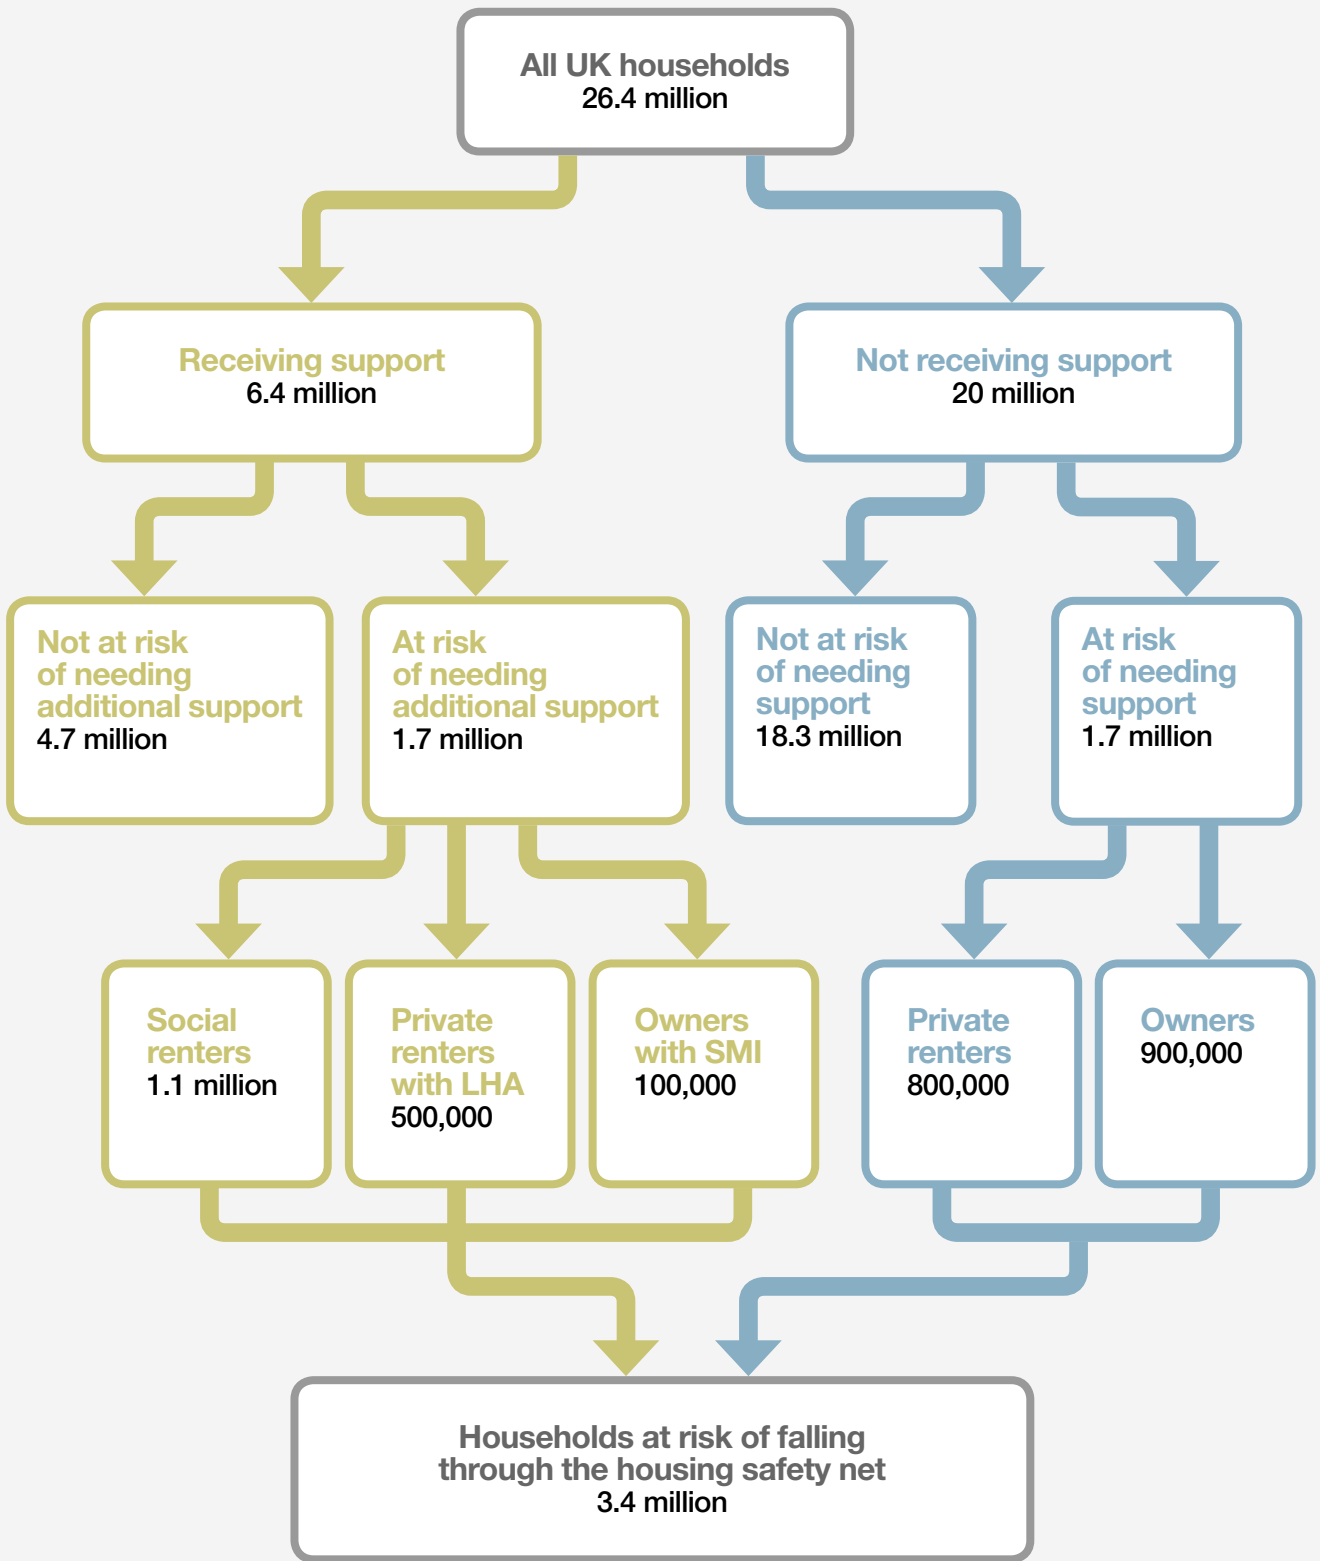 All UK households
26.4 million
Receiving support
6.4 million
Not receiving support
20 million
Not at risk
of needing
additional support
4.7 million
At risk
of needing
additional support
1.7 million
Not at risk
of needing
support
18.3 million
At risk
of needing
support
1.7 million
Social
renters
1.1 million
Private
renters
with LHA
500,000
Owners
with SMI
100,000
Private
renters
800,000
Owners
900,000
Households at risk of falling
through the housing safety net
3.4 million